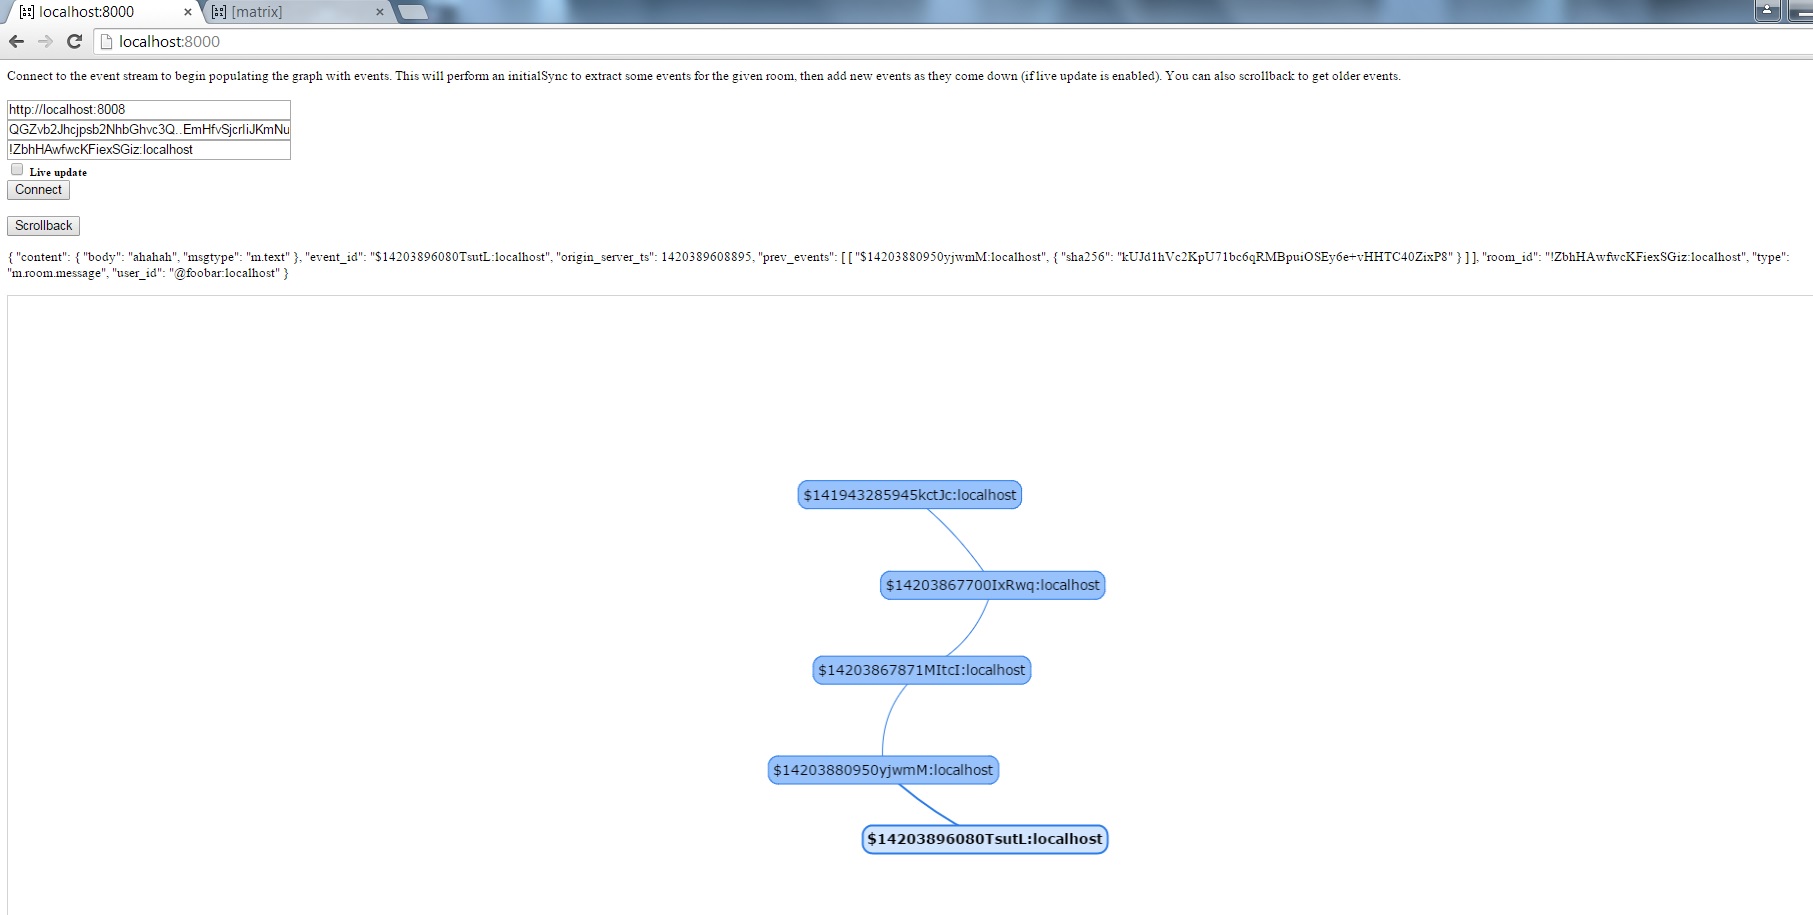 localhost:8000
[matrix]
localhost:8000
Connect to the event stream to begin populating the graph with events. This will perform an initialSync to extract some events for the given room, then add new events as they come down (if live update is enabled). You can also scrollback to get older events.
http://localhost:8008
QGZvb2Jhcjpsb2NhbGhvc3Q..EmHfvSjcrliJKmNu
!ZbhHAwfwcKFiexSGiz:localhost
Live update
Connect
Scrollback
{ "content": { "body": "ahahah", "msgtype": "m.text" }, "event_id": "$14203896080TsutL:localhost", "origin_server_ts": 1420389608895, "prev_events": [ [ "$14203880950yjwmM:localhost", { "sha256": "kUJd1hVc2KpU71bc6qRMBpuiOSEy6e+vHHTC40ZixP8" } ] ], "room_id": "!ZbhHAwfwcKFiexSGiz:localhost", "type":
"m.room.message", "user_id": "@foobar:localhost" }
$141943285945kctJc:localhost
$14203867700IxRwq:localhost
$14203867871MItcI:localhost
$14203880950yjwmM:localhost
$14203896080TsutL:localhost